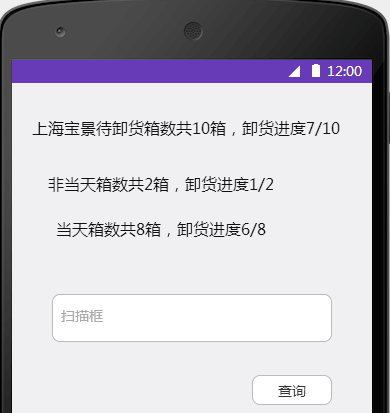 12:00
上海宝景待卸货箱数共10箱，卸货进度7/10
非当天箱数共2箱，卸货进度1/2
当天箱数共8箱，卸货进度6/8
扫描框
查询